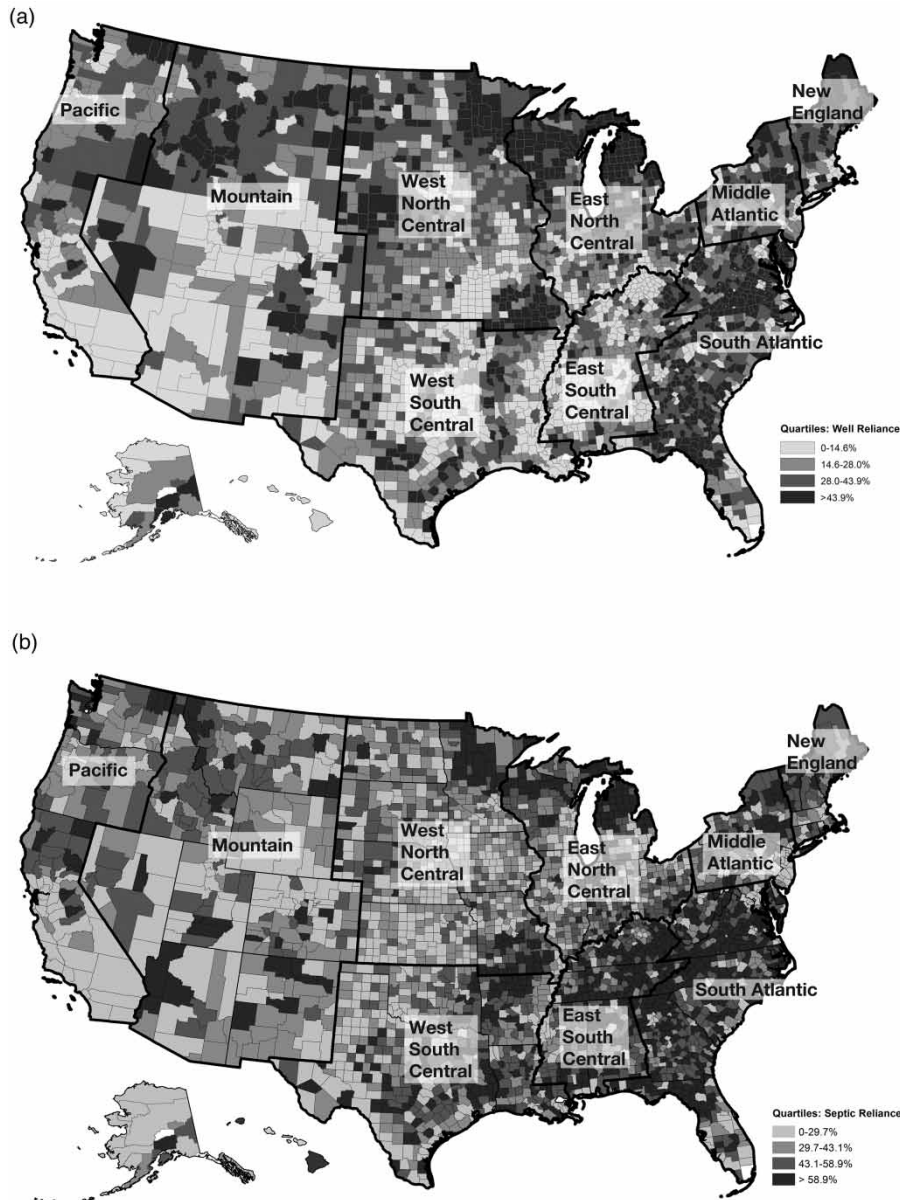 (a)
Pacific
Mountain
West
North
Central
East
North
Central
New
England
Middle
Atlantic
South Atlantic
West
South
Central
East
South
Central
Quartiles: Well Reliance
0-14.6%
14.6-28.0%
28.0-43.9%
>43.9%
(b)
Pacific
Mountain
West
North
Central
East
North
Central
New
England
Middle
Atlantic
South Atlantic
West
South
Central
East
South
Central
Quartiles: Septic Reliance
0-29.7%
29.7-43.1%
43.1-58.9%
> 58.9%